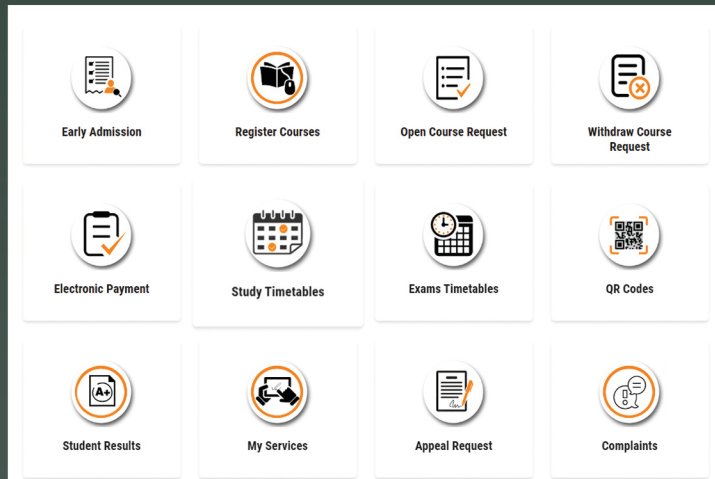 Early Admission
Register Courses
Open Course Request
Withdraw Course
Request
Electronic Payment
Study Timetables
Exams Timetables
QR Codes
A+
Student Results
My Services
Appeal Request
Complaints